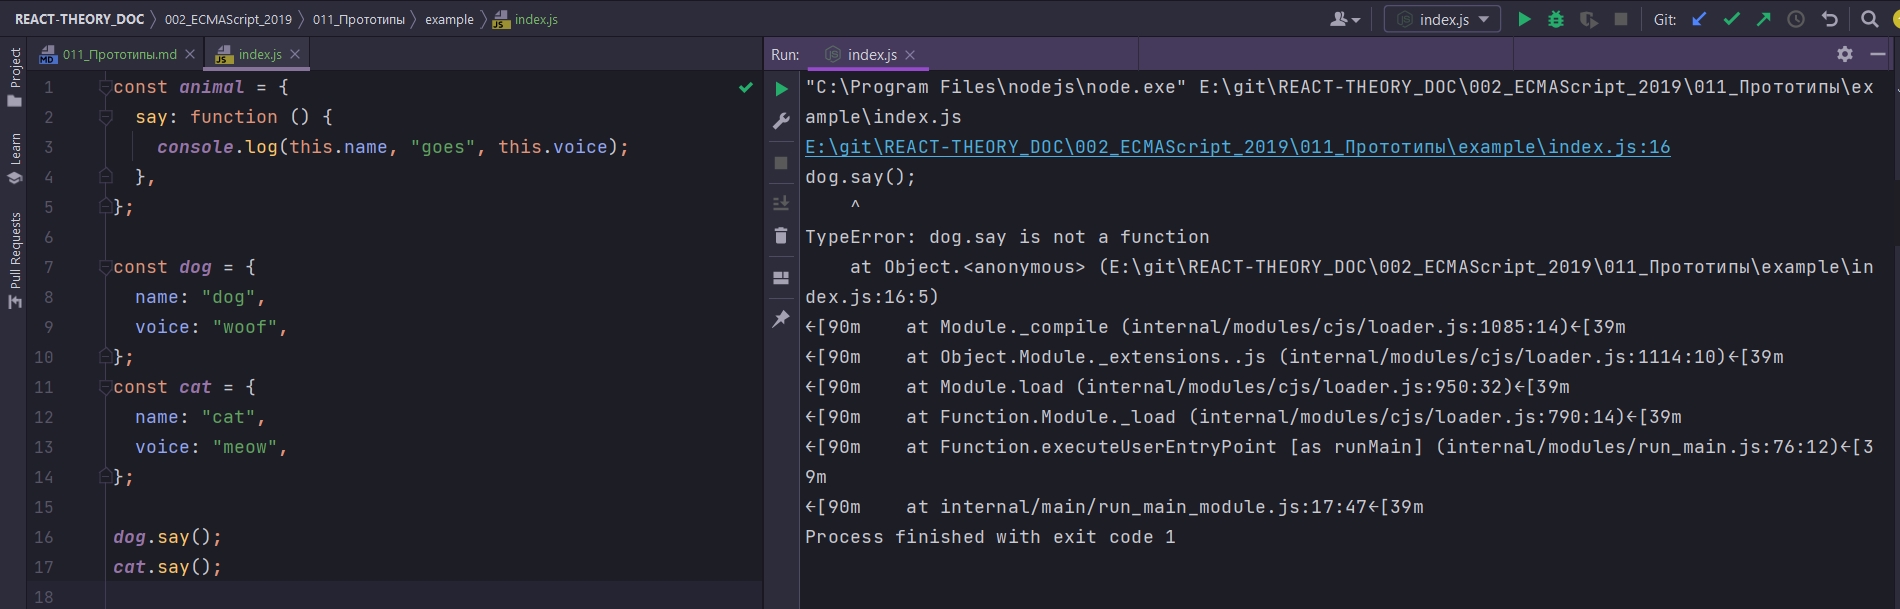 REACT-THEORY_DOC 002_ECMAScript_2019 011_Прототипы example index.js
index.js Git:
011_Прототипы.md index.js
Run: index.js
Project
Learn
Pull Requests
1 const animal = {
2 say: function () {
3 console.log(this.name, "goes", this.voice);
4 },
5 };
6
7 const dog = {
8 name: "dog",
9 voice: "woof",
10 };
11 const cat = {
12 name: "cat",
13 voice: "meow",
14 };
15
16 dog.say();
17 cat.say();
18
"C:\Program Files\nodejs\node.exe" E:\git\REACT-THEORY_DOC\002_ECMAScript_2019\011_Прототипы\ex
ample\index.js
E:\git\REACT-THEORY_DOC\002_ECMAScript_2019\011_Прототипы\example\index.js:16
dog.say();
^
TypeError: dog.say is not a function
at Object.<anonymous> (E:\git\REACT-THEORY_DOC\002_ECMAScript_2019\011_Прототипы\example\in
dex.js:16:5)
←[90m at Module._compile (internal/modules/cjs/loader.js:1085:14)←[39m
←[90m at Object.Module._extensions..js (internal/modules/cjs/loader.js:1114:10)←[39m
←[90m at Module.load (internal/modules/cjs/loader.js:950:32)←[39m
←[90m at Function.Module._load (internal/modules/cjs/loader.js:790:14)←[39m
←[90m at Function.executeUserEntryPoint [as runMain] (internal/modules/run_main.js:76:12)←[3
9m
←[90m at internal/main/run_main_module.js:17:47←[39m
Process finished with exit code 1